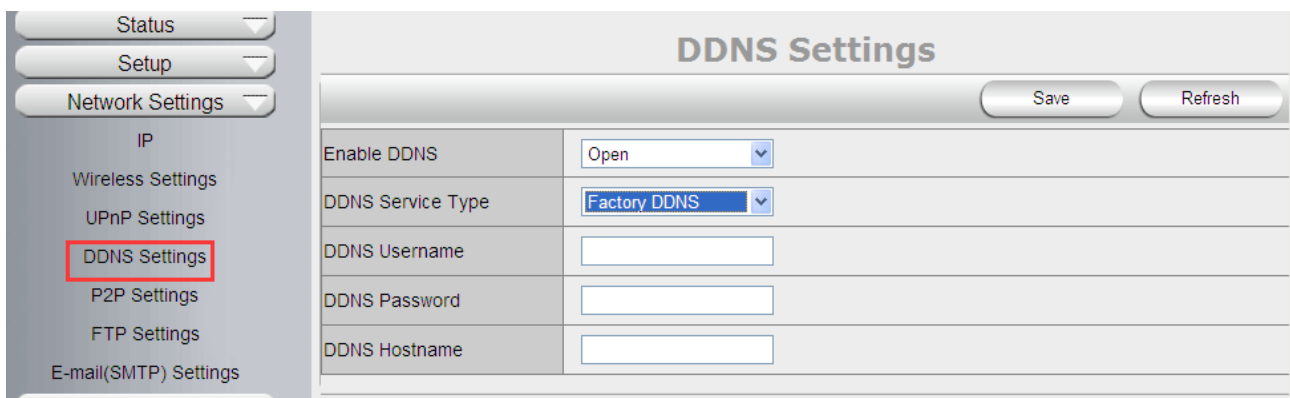 Status
Setup
Network Settings
IP
Wireless Settings
UPnP Settings
DDNS Settings
P2P Settings
FTP Settings
E-mail(SMTP) Settings
DDNS Settings
Save Refresh
Enable DDNS Open
DDNS Service Type Factory DDNS
DDNS Username
DDNS Password
DDNS Hostname